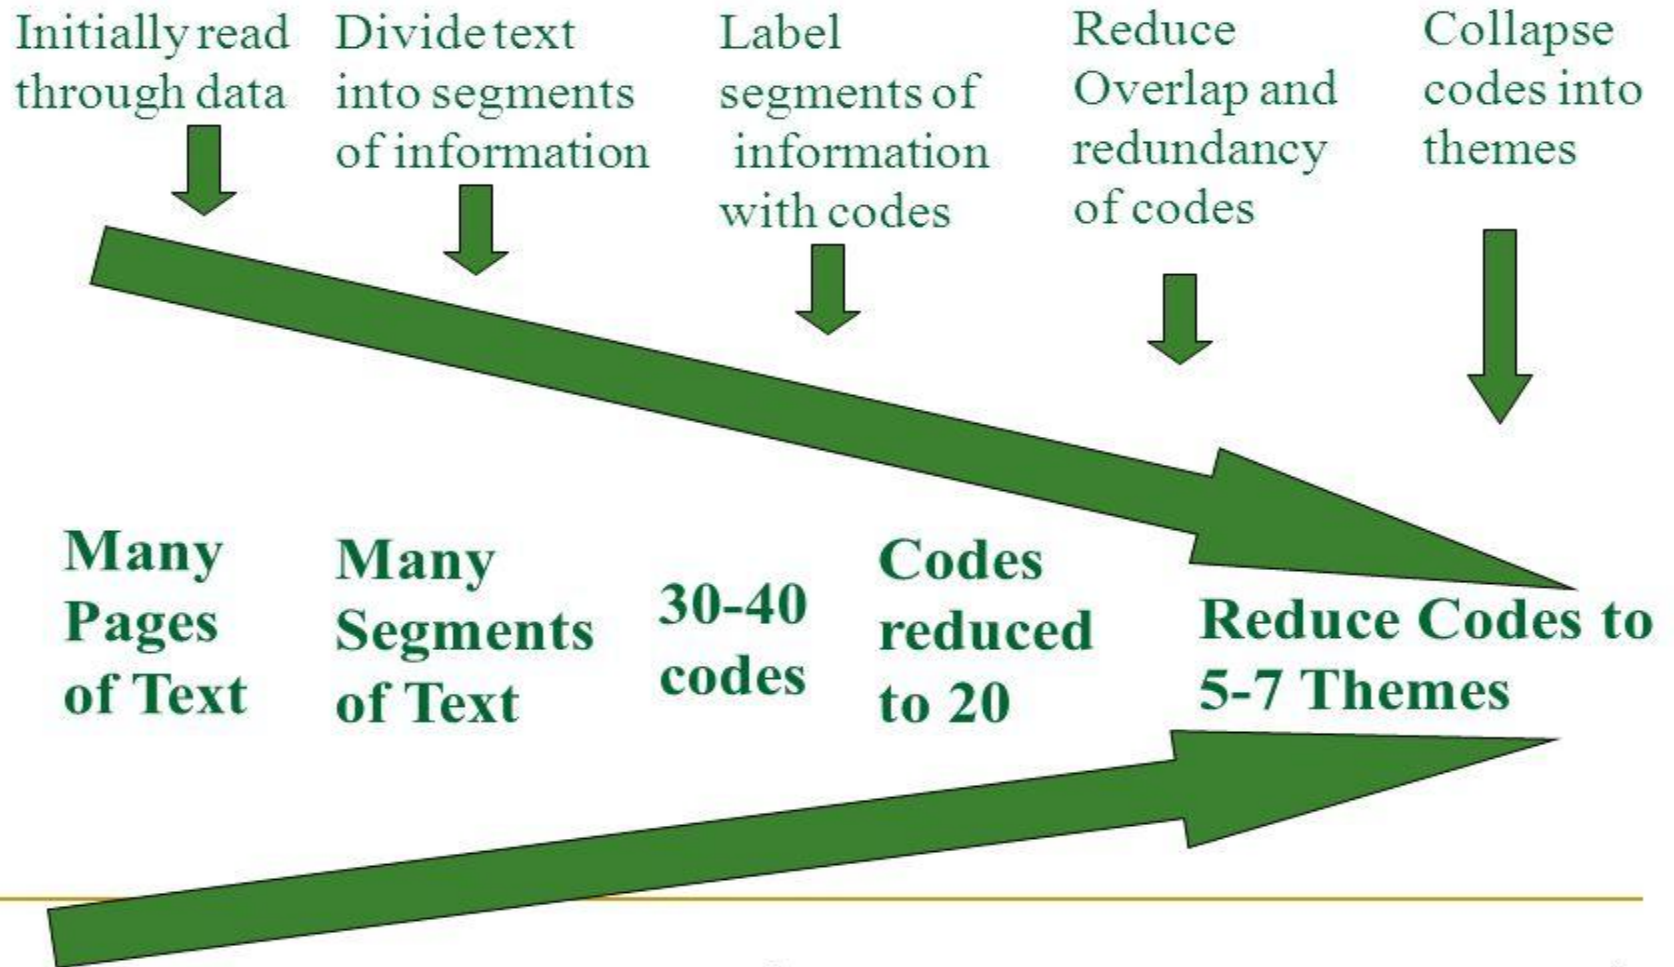 Initially read
through data
Divide text
into segments
of information
Label
segments of
information
with codes
Reduce
Overlap and
redundancy
of codes
Collapse
codes into
themes
Many
Pages
of Text
Many
Segments
of Text
30-40
codes
Codes
reduced
to 20
Reduce Codes to
5-7 Themes